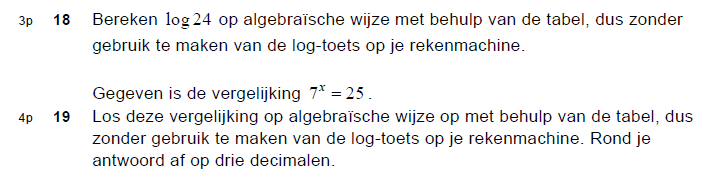 3p 18 Bereken log 24 op algebraïsche wijze met behulp van de tabel, dus zonder
gebruik te maken van de log-toets op je rekenmachine.
Gegeven is de vergelijking 7ˣ = 25.
4p 19 Los deze vergelijking op algebraïsche wijze op met behulp van de tabel, dus
zonder gebruik te maken van de log-toets op je rekenmachine. Rond je
antwoord af op drie decimalen.